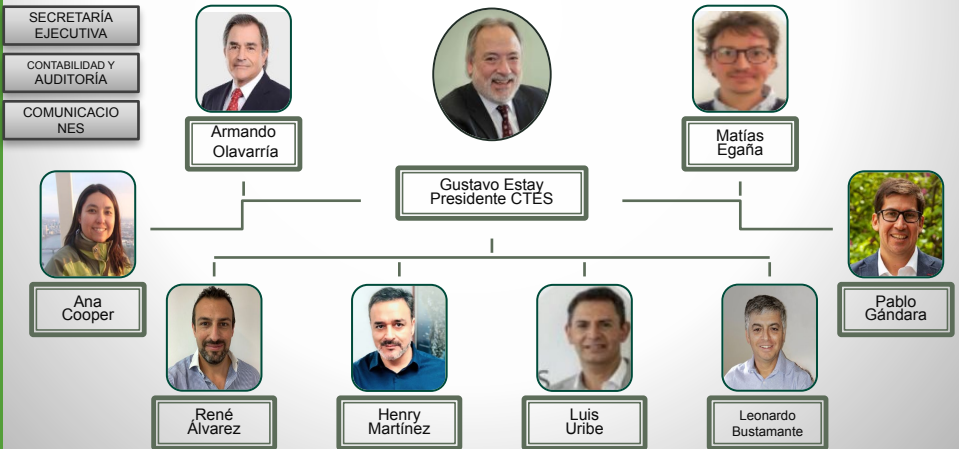 SECRETARÍA
EJECUTIVA
CONTABILIDAD Y
AUDITORÍA
COMUNICACIO
NES
Armando
Olavarría
Matías
Egaña
Gustavo Estay
Presidente CTES
Ana
Cooper
Pablo
Gándara
René
Álvarez
Henry
Martínez
Luis
Uribe
Leonardo
Bustamante